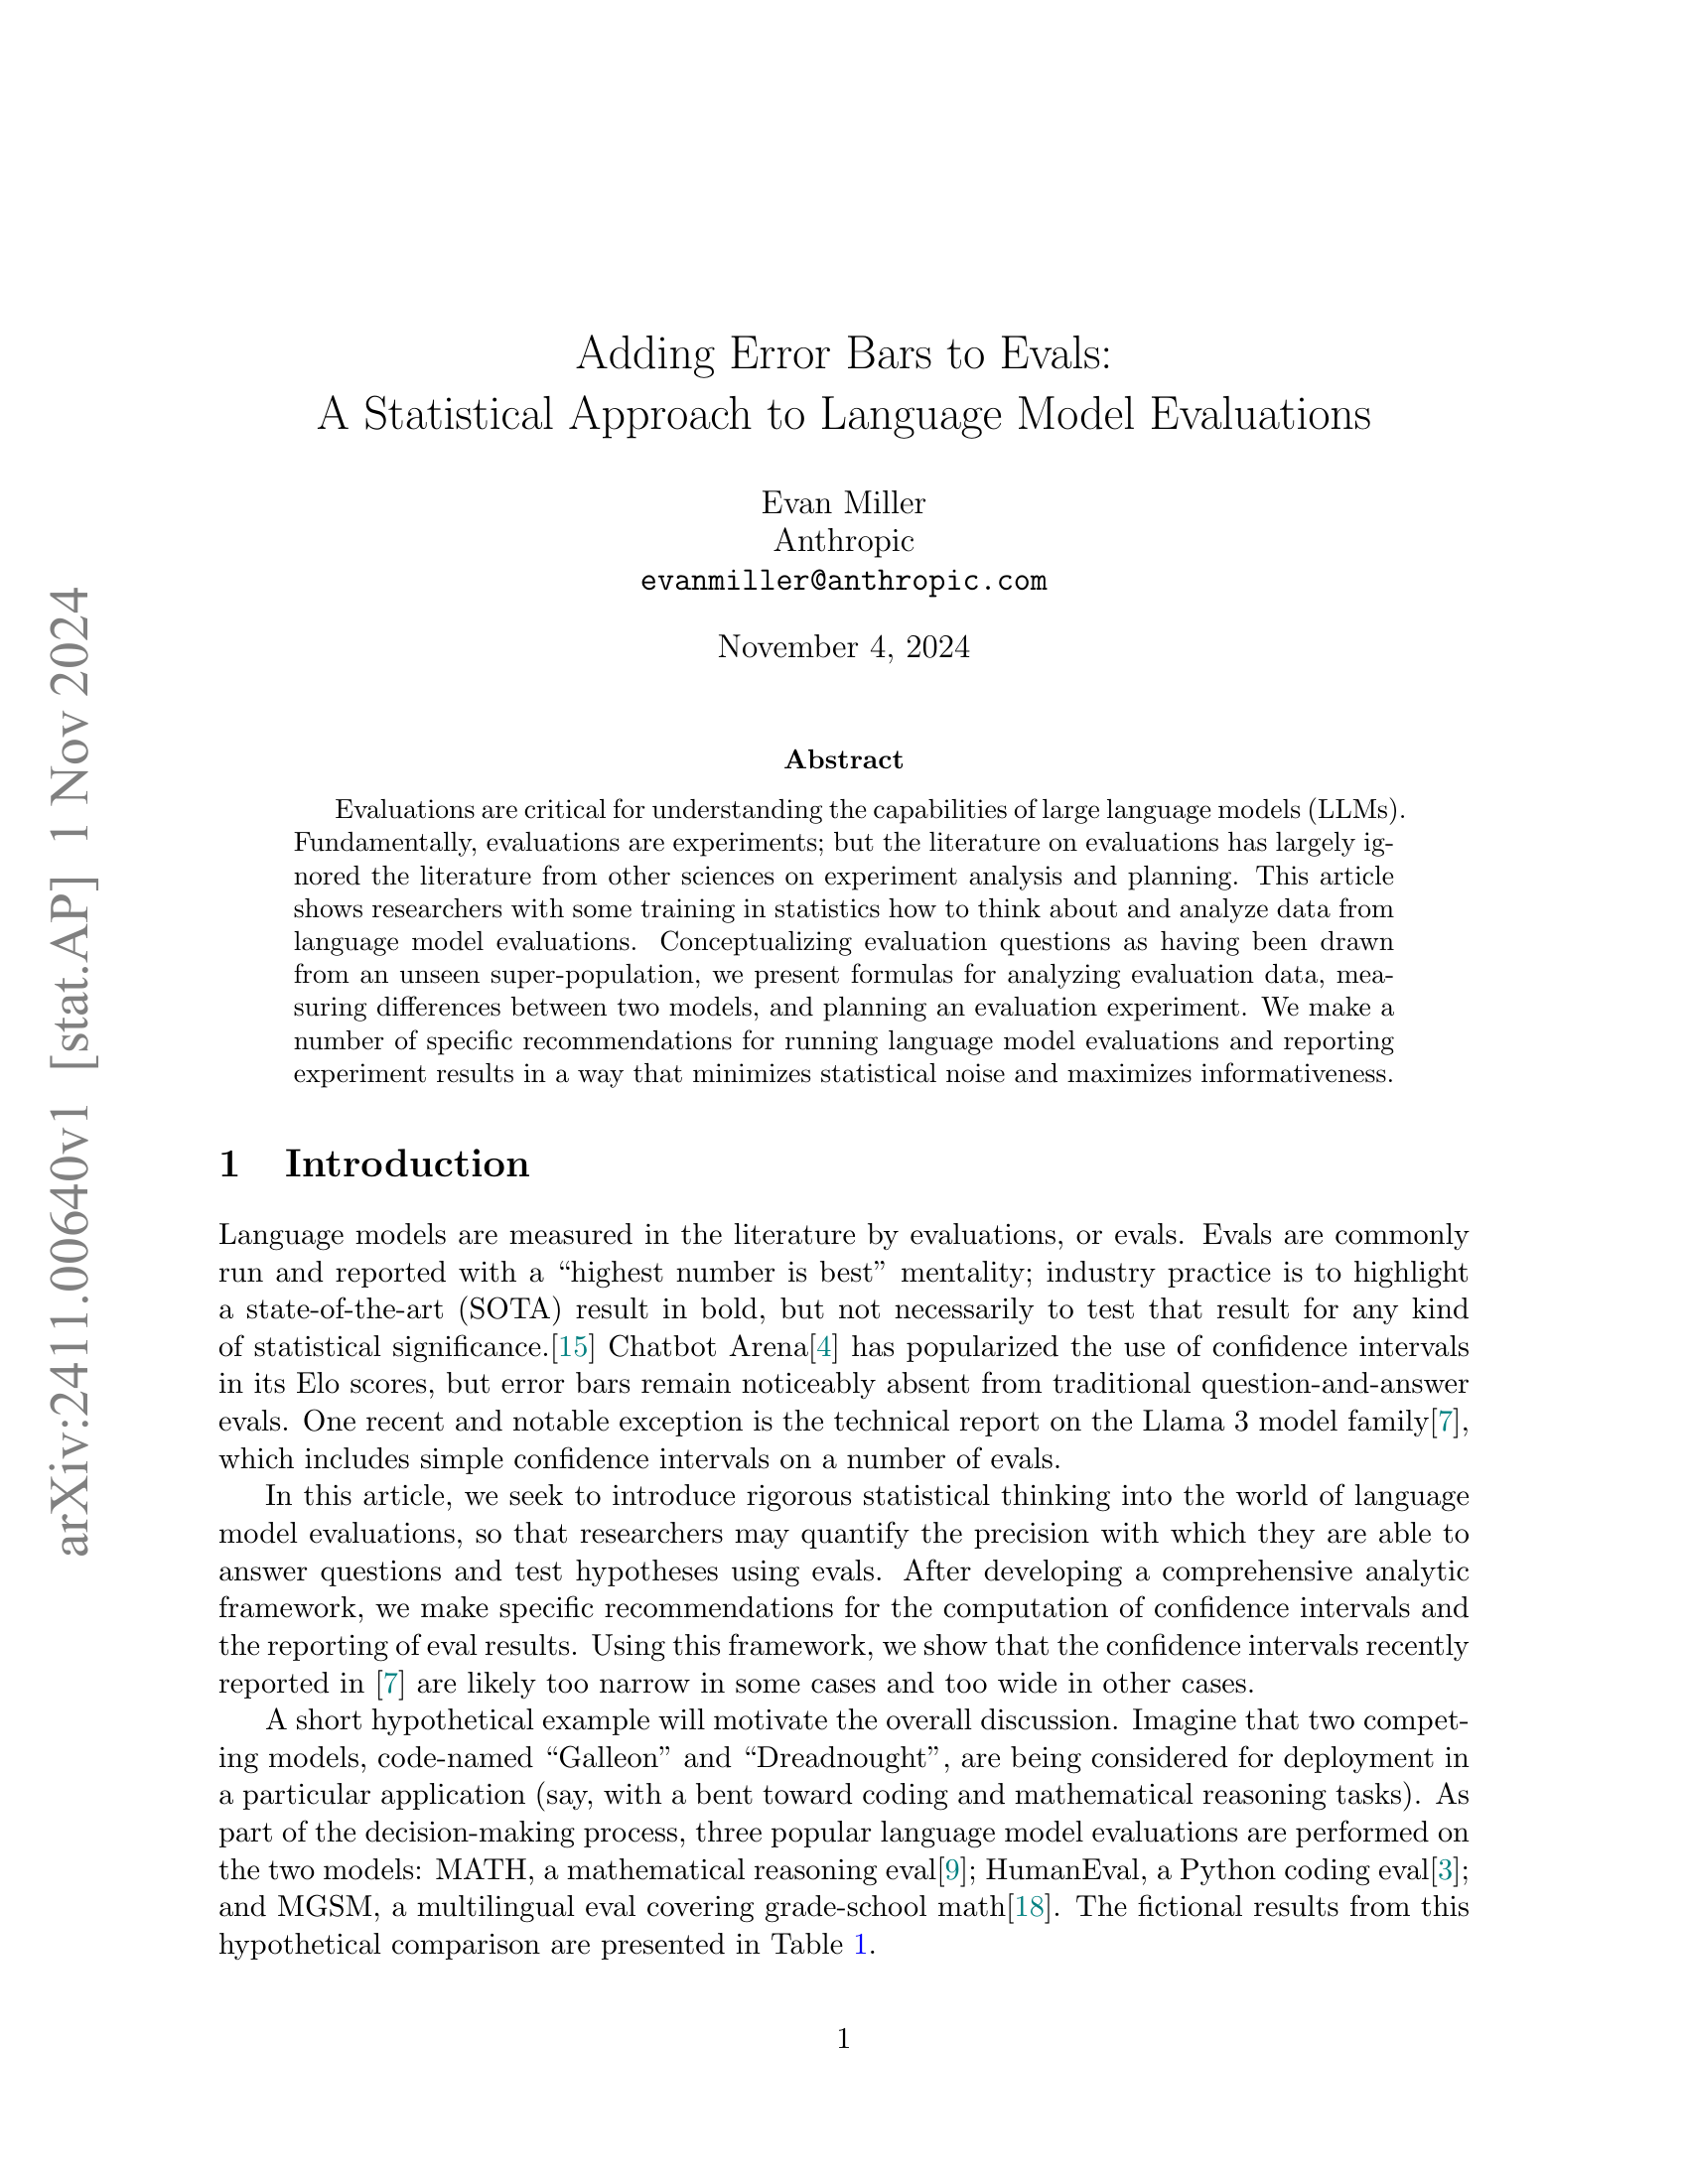 Adding Error Bars to Evals:
A Statistical Approach to Language Model Evaluations
Evan Miller
Anthropic
evanmiller@anthropic.com
November 4, 2024
arXiv:2411.00640v1 [stat.AP] 1 Nov 2024
Abstract
Evaluations are critical for understanding the capabilities of large language models (LLMs).
Fundamentally, evaluations are experiments; but the literature on evaluations has largely ig-
nored the literature from other sciences on experiment analysis and planning. This article
shows researchers with some training in statistics how to think about and analyze data from
language model evaluations. Conceptualizing evaluation questions as having been drawn
from an unseen super-population, we present formulas for analyzing evaluation data, mea-
suring differences between two models, and planning an evaluation experiment. We make a
number of specific recommendations for running language model evaluations and reporting
experiment results in a way that minimizes statistical noise and maximizes informativeness.
1 Introduction
Language models are measured in the literature by evaluations, or evals. Evals are commonly
run and reported with a “highest number is best” mentality; industry practice is to highlight
a state-of-the-art (SOTA) result in bold, but not necessarily to test that result for any kind
of statistical significance.[15] Chatbot Arena[4] has popularized the use of confidence intervals
in its Elo scores, but error bars remain noticeably absent from traditional question-and-answer
evals. One recent and notable exception is the technical report on the Llama 3 model family[7],
which includes simple confidence intervals on a number of evals.
In this article, we seek to introduce rigorous statistical thinking into the world of language
model evaluations, so that researchers may quantify the precision with which they are able to
answer questions and test hypotheses using evals. After developing a comprehensive analytic
framework, we make specific recommendations for the computation of confidence intervals and
the reporting of eval results. Using this framework, we show that the confidence intervals recently
reported in [7] are likely too narrow in some cases and too wide in other cases.
A short hypothetical example will motivate the overall discussion. Imagine that two compet-
ing models, code-named “Galleon” and “Dreadnought”, are being considered for deployment in
a particular application (say, with a bent toward coding and mathematical reasoning tasks). As
part of the decision-making process, three popular language model evaluations are performed on
the two models: MATH, a mathematical reasoning eval[9]; HumanEval, a Python coding eval[3];
and MGSM, a multilingual eval covering grade-school math[18]. The fictional results from this
hypothetical comparison are presented in Table 1.
1